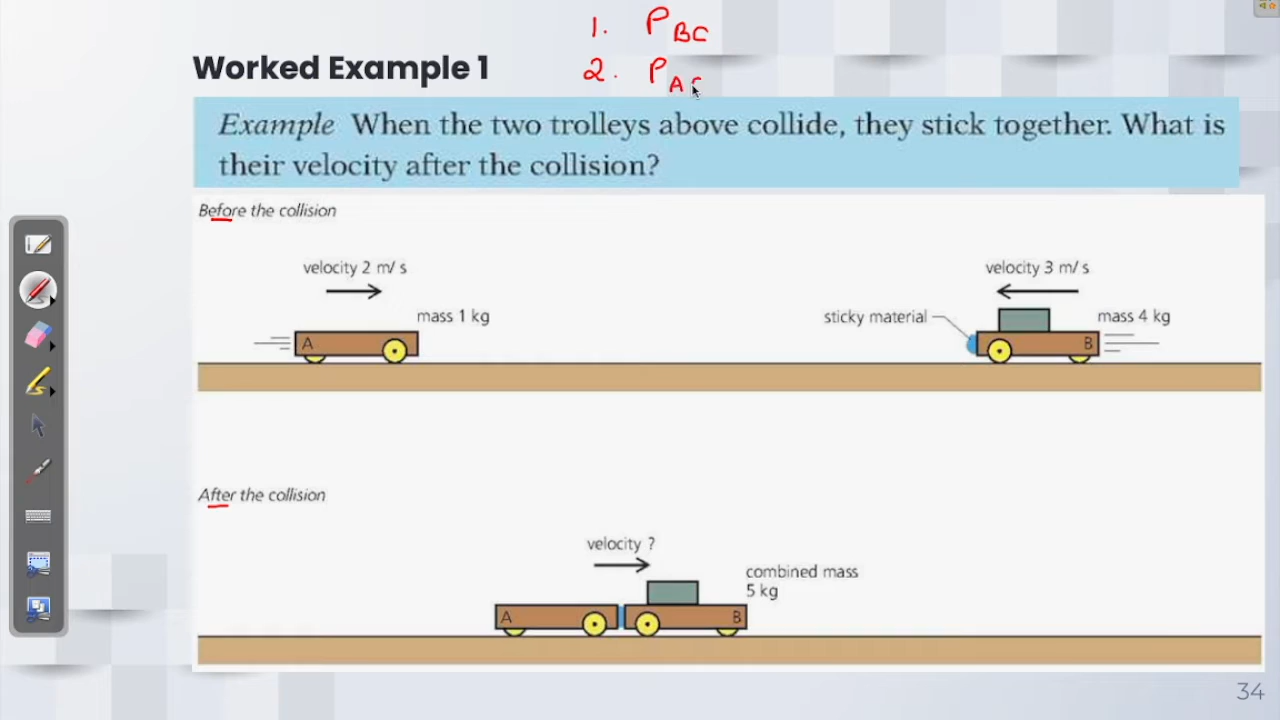 1. P BC
2. P AC
Worked Example 1
Example When the two trolleys above collide, they stick together. What is
their velocity after the collision?
Before the collision
velocity 2 m/s
velocity 3 m/s
mass 1 kg
sticky material
mass 4 kg
A
B
After the collision
velocity ?
combined mass
5 kg
A
B
34